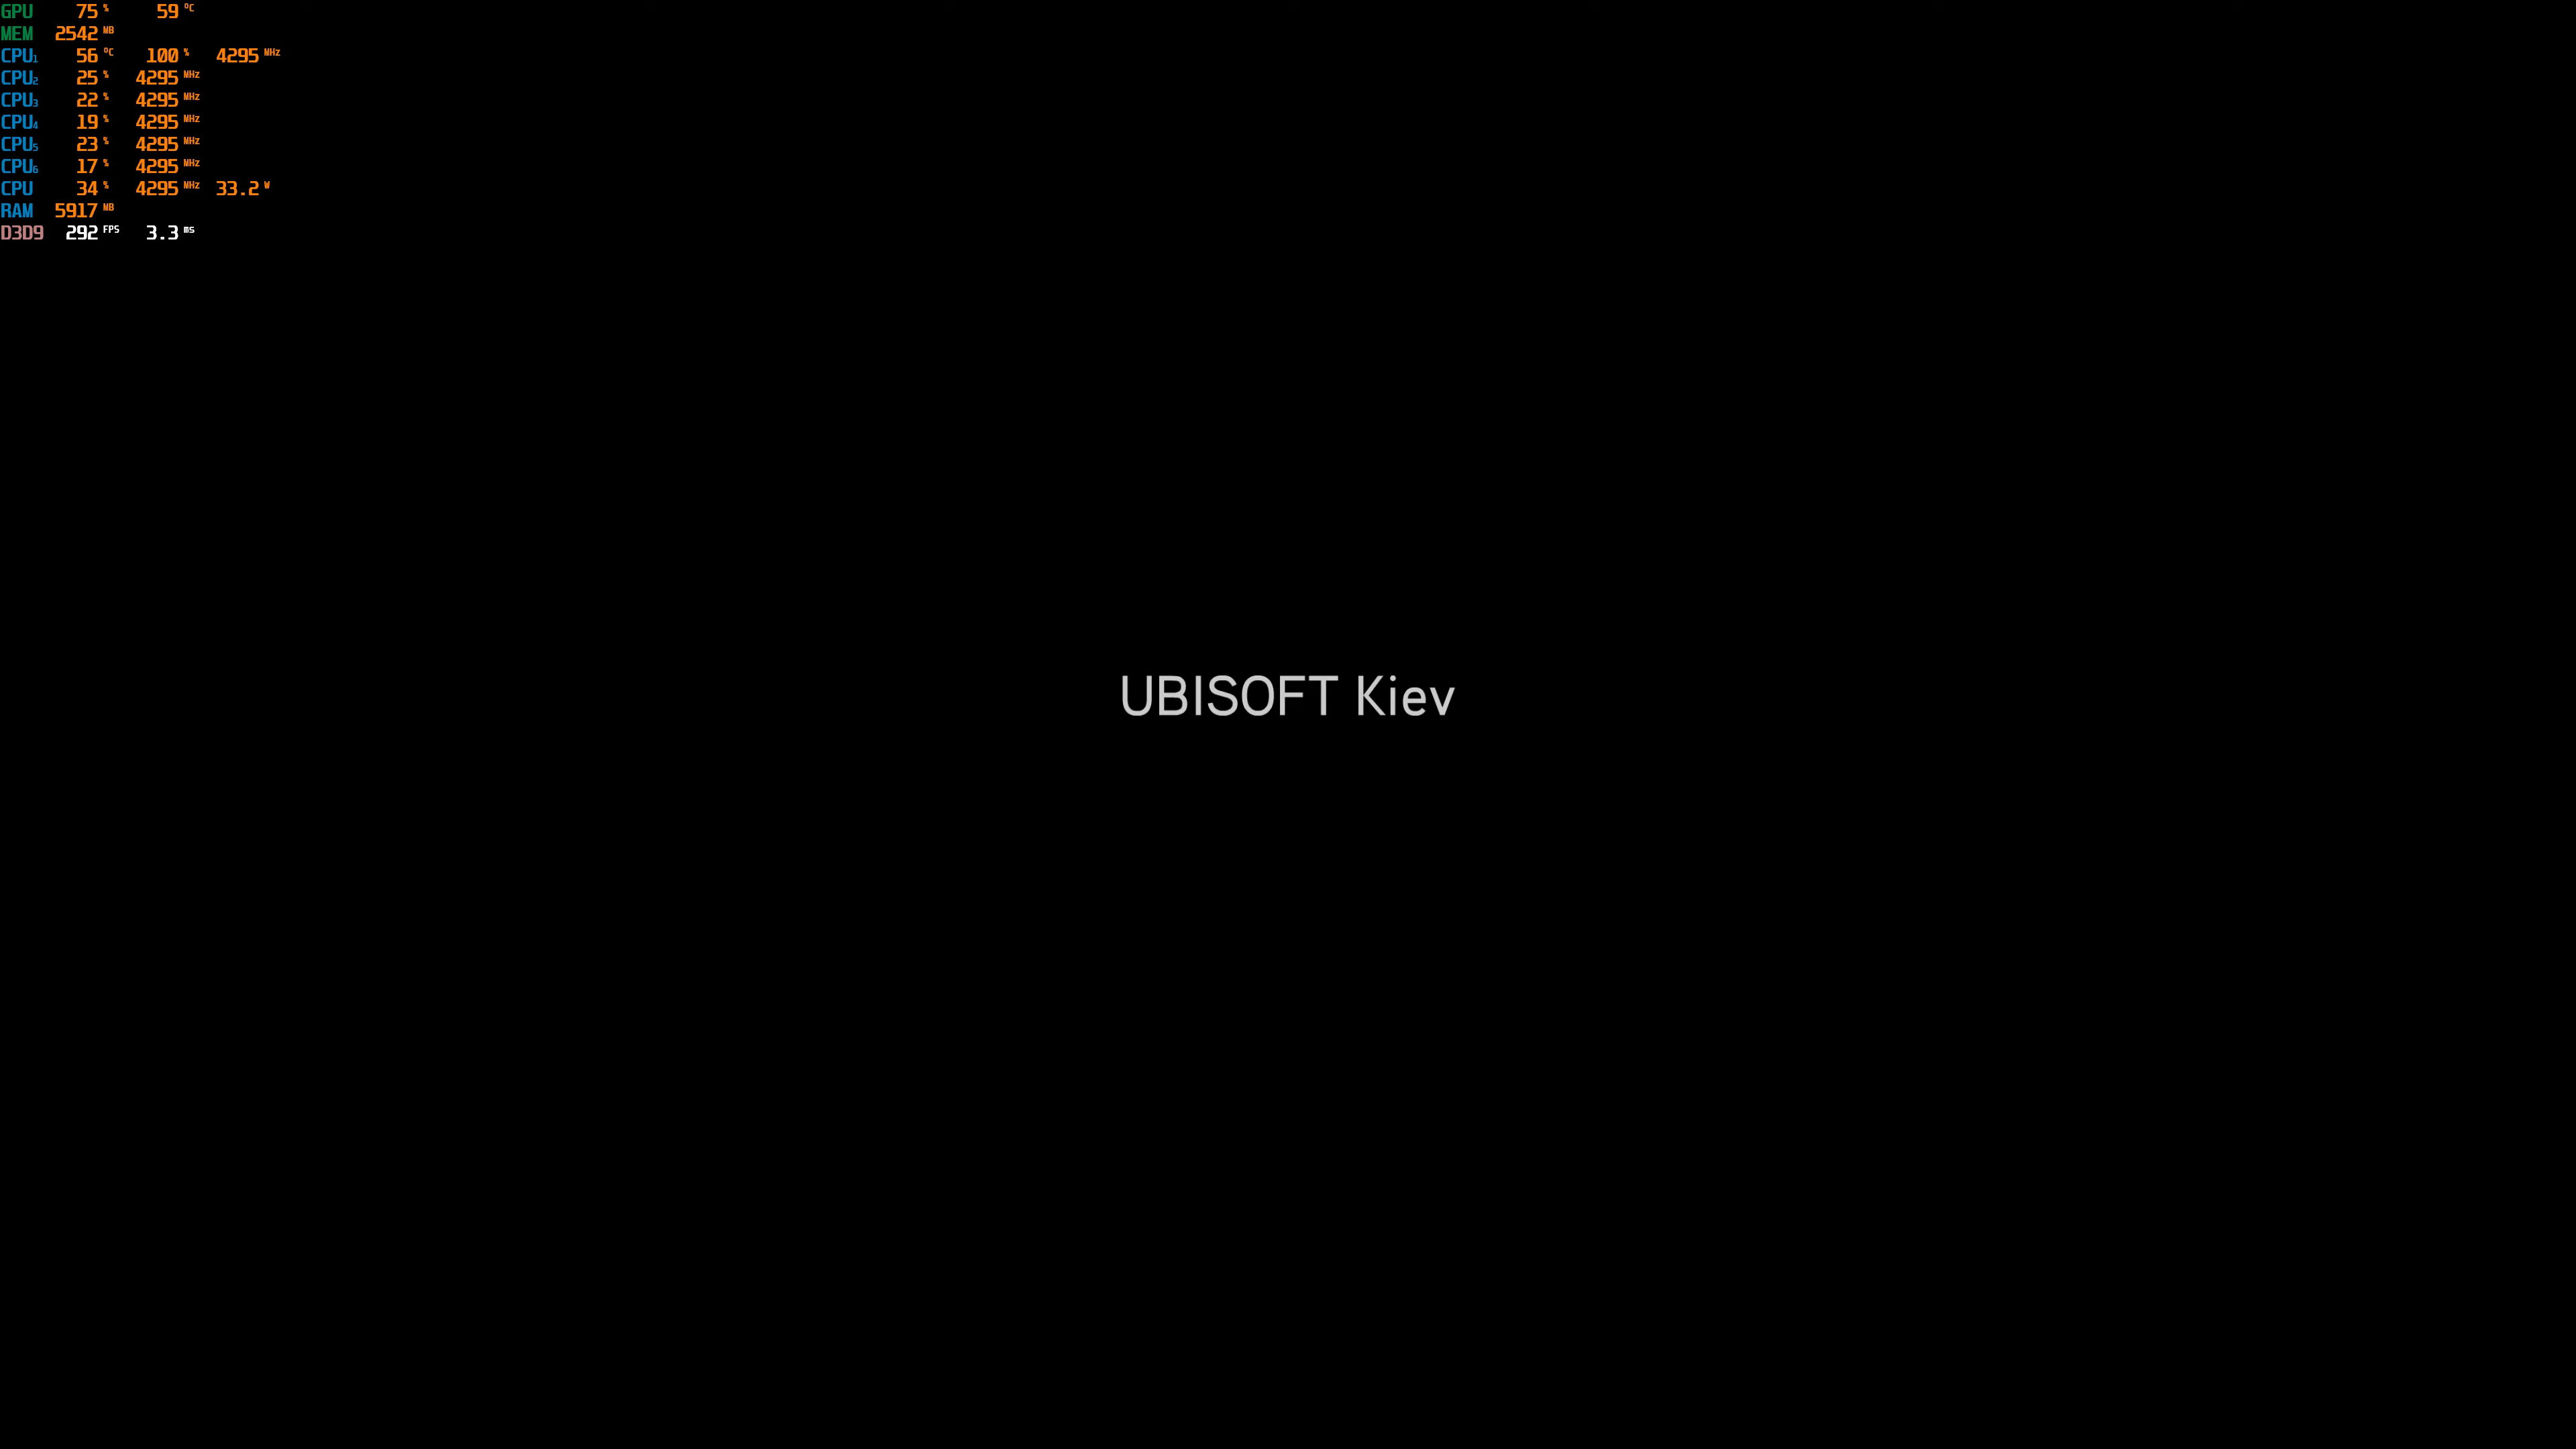 GPU 75 % 59 °C
MEM 2542 MB
CPU1 56 °C 100 % 4295 MHz
CPU2 25 % 4295 MHz
CPU3 22 % 4295 MHz
CPU4 19 % 4295 MHz
CPU5 23 % 4295 MHz
CPU6 17 % 4295 MHz
CPU 34 % 4295 MHz 33.2 W
RAM 5917 MB
D3D9 292 FPS 3.3 ms
UBISOFT Kiev